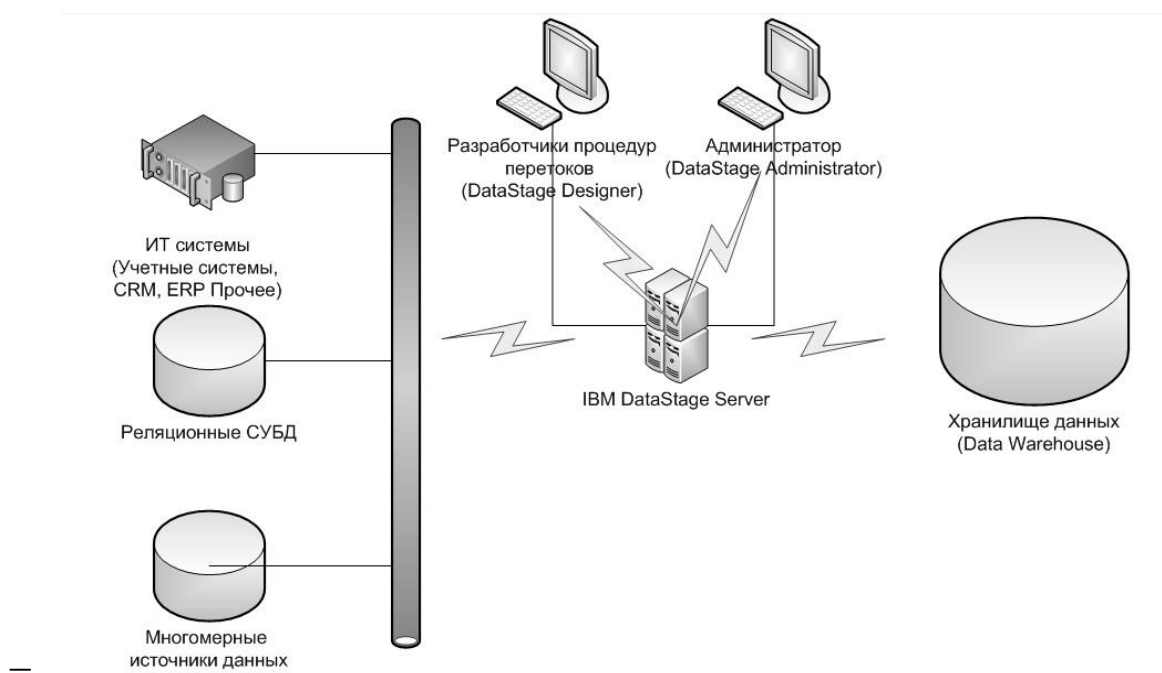 Разработчики процедур
перетоков
(DataStage Designer)
Администратор
(DataStage Administrator)
ИТ системы
(Учетные системы,
CRM, ERP Прочее)
Реляционные СУБД
IBM DataStage Server
Хранилище данных
(Data Warehouse)
Многомерные
источники данных